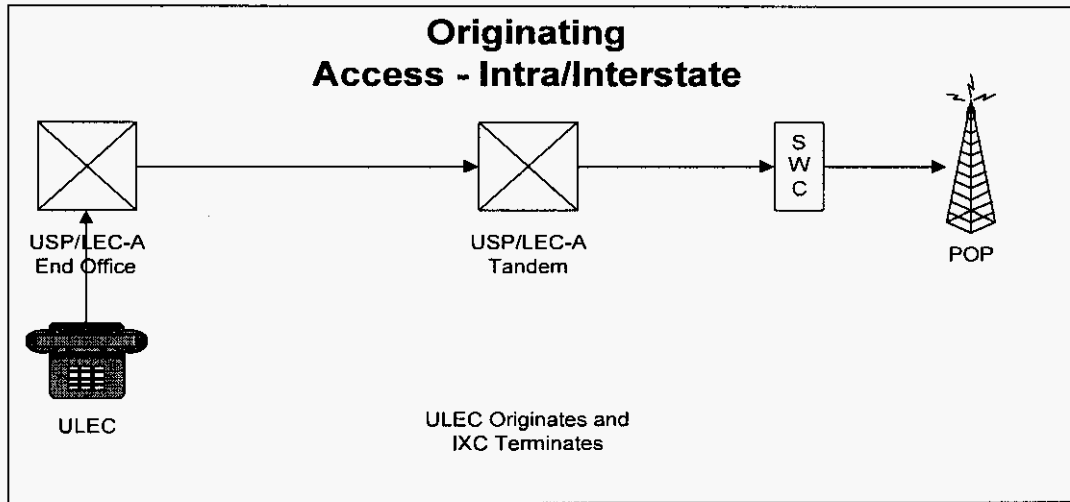 Originating
Access - Intra/Interstate
S
W
C
USP/LEC-A
End Office
USP/LEC-A
Tandem
POP
ULEC
ULEC Originates and
IXC Terminates